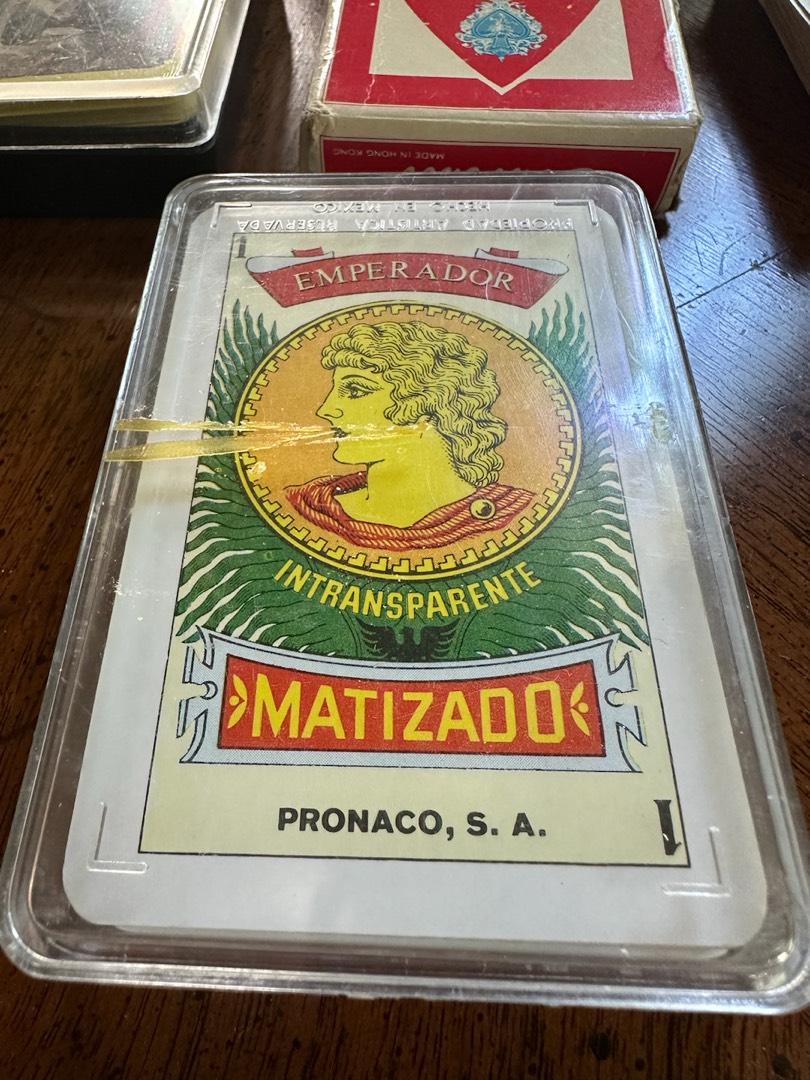 MADE IN HONG KONG
HECHO EN MEXICO
PROPIEDAD ARTISTICA RESERVADA
1
EMPERADOR
INTRANSPARENTE
MATIZADO
PRONACO, S. A.
1